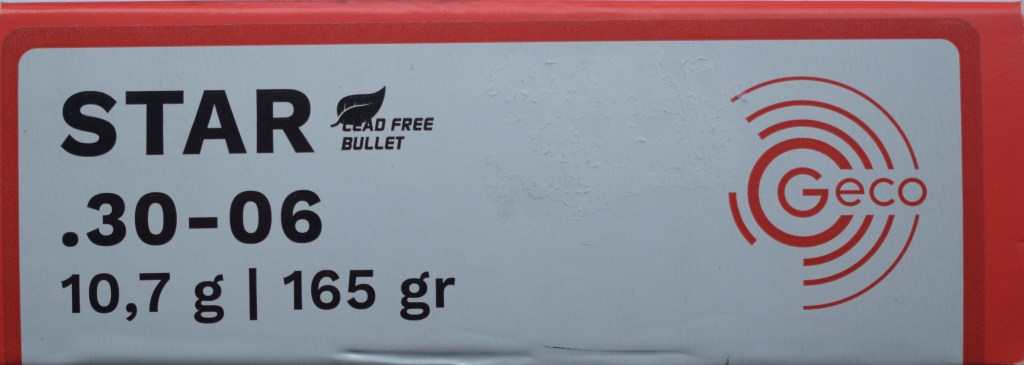 STAR
LEAD FREE
BULLET
.30-06
10,7 g | 165 gr
Geco